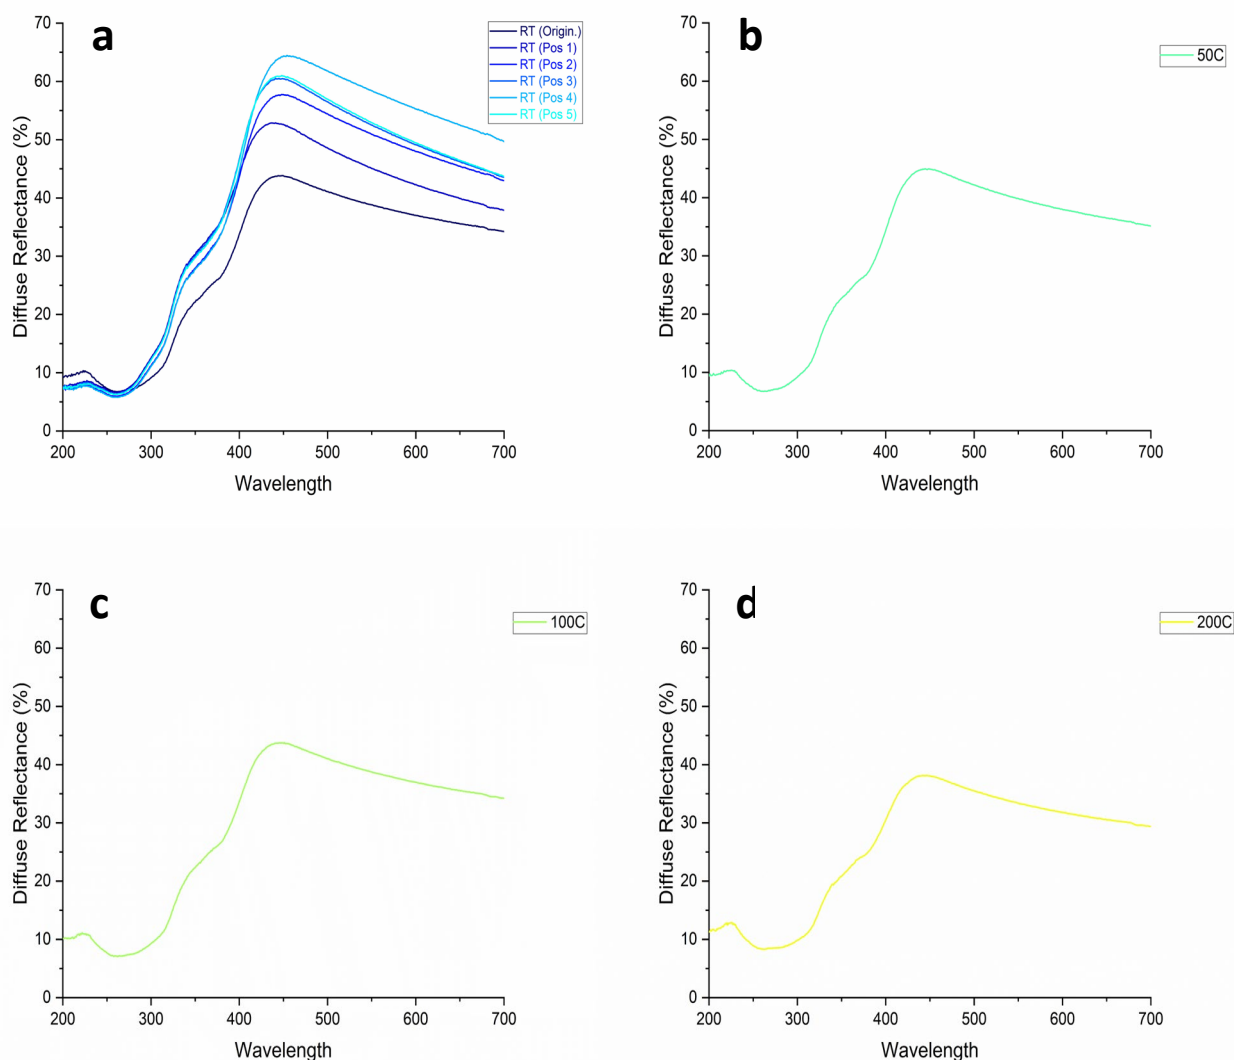 a
RT (Origin.)
RT (Pos 1)
RT (Pos 2)
RT (Pos 3)
RT (Pos 4)
RT (Pos 5)
70
60
50
40
30
20
10
0
200 300 400 500 600 700
Diffuse Reflectance (%)
Wavelength
b
50C
70
60
50
40
30
20
10
0
200 300 400 500 600 700
Diffuse Reflectance (%)
Wavelength
c
100C
70
60
50
40
30
20
10
0
200 300 400 500 600 700
Diffuse Reflectance (%)
Wavelength
d
200C
70
60
50
40
30
20
10
0
200 300 400 500 600 700
Diffuse Reflectance (%)
Wavelength